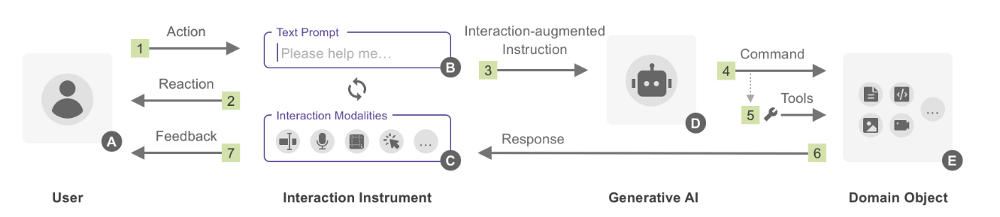 Action
1
Reaction
2
Feedback
7
A
Text Prompt
Please help me...
B
Interaction Modalities
...
C
Interaction-augmented
Instruction
3
D
Command
4
Tools
5
Response
6
...
E
User
Interaction Instrument
Generative AI
Domain Object